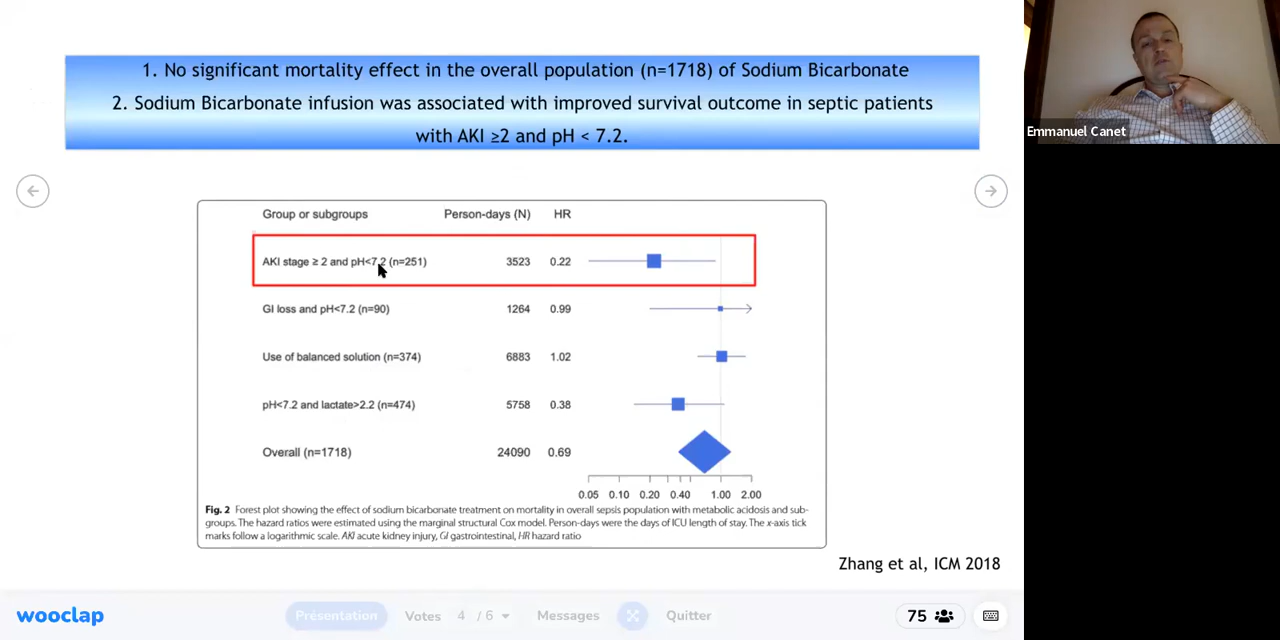 1. No significant mortality effect in the overall population (n=1718) of Sodium Bicarbonate
2. Sodium Bicarbonate infusion was associated with improved survival outcome in septic patients
with AKI ≥2 and pH < 7.2.
Emmanuel Canet
Group or subgroups Person-days (N) HR
AKI stage ≥ 2 and pH<7.2 (n=251) 3523 0.22
GI loss and pH<7.2 (n=90) 1264 0.99
Use of balanced solution (n=374) 6883 1.02
pH<7.2 and lactate>2.2 (n=474) 5758 0.38
Overall (n=1718) 24090 0.69
0.05 0.10 0.20 0.40 1.00 2.00
Fig. 2 Forest plot showing the effect of sodium bicarbonate treatment on mortality in overall sepsis population with metabolic acidosis and sub-
groups. The hazard ratios were estimated using the marginal structural Cox model. Person-days were the days of ICU length of stay. The x-axis tick
marks follow a logarithmic scale. AKI acute kidney injury, GI gastrointestinal, HR hazard ratio
Zhang et al, ICM 2018
wooclap Présentation Votes 4 / 6 Messages Quitter 75